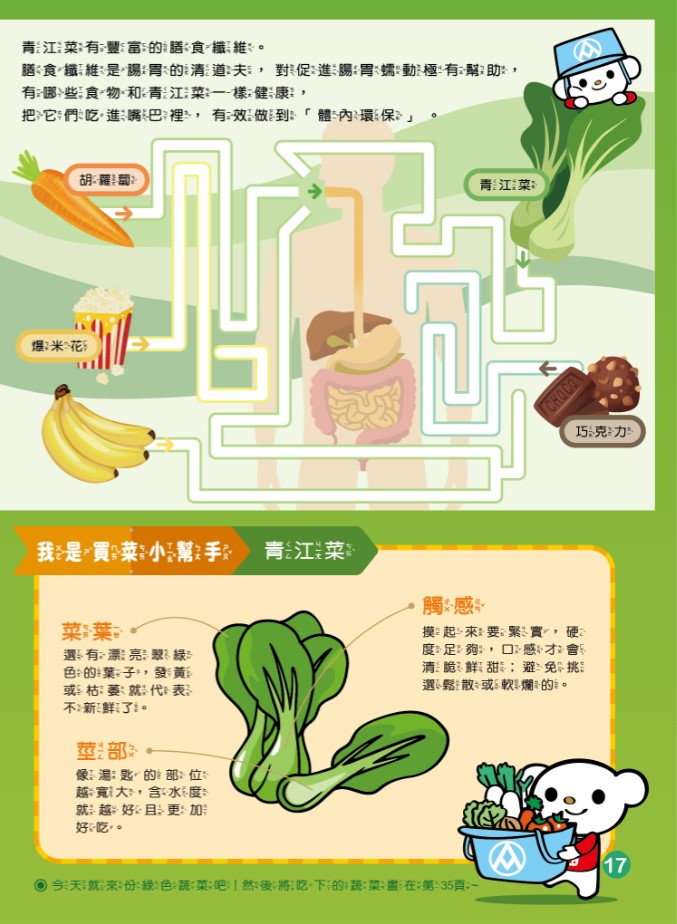 青江菜有豐富的膳食纖維。
膳食纖維是腸胃的清道夫，對促進腸胃蠕動極有幫助，
有哪些食物和青江菜一樣健康，
把它們吃進嘴巴裡，有效做到「體內環保」。
胡蘿蔔
青江菜
爆米花
CHOCO
巧克力
我是買菜小幫手
青江菜
觸感
摸起來要緊實，硬
度足夠，口感才會
清脆鮮甜；避免挑
選鬆散或軟爛的。
菜葉
選有漂亮翠綠
色的葉子，發黃
或枯萎就代表
不新鮮了。
莖部
像湯匙的部位
越寬大，含水度
就越好且更加
好吃。
17
今天就來份綠色蔬菜吧！然後將吃下的蔬菜畫在第35頁~